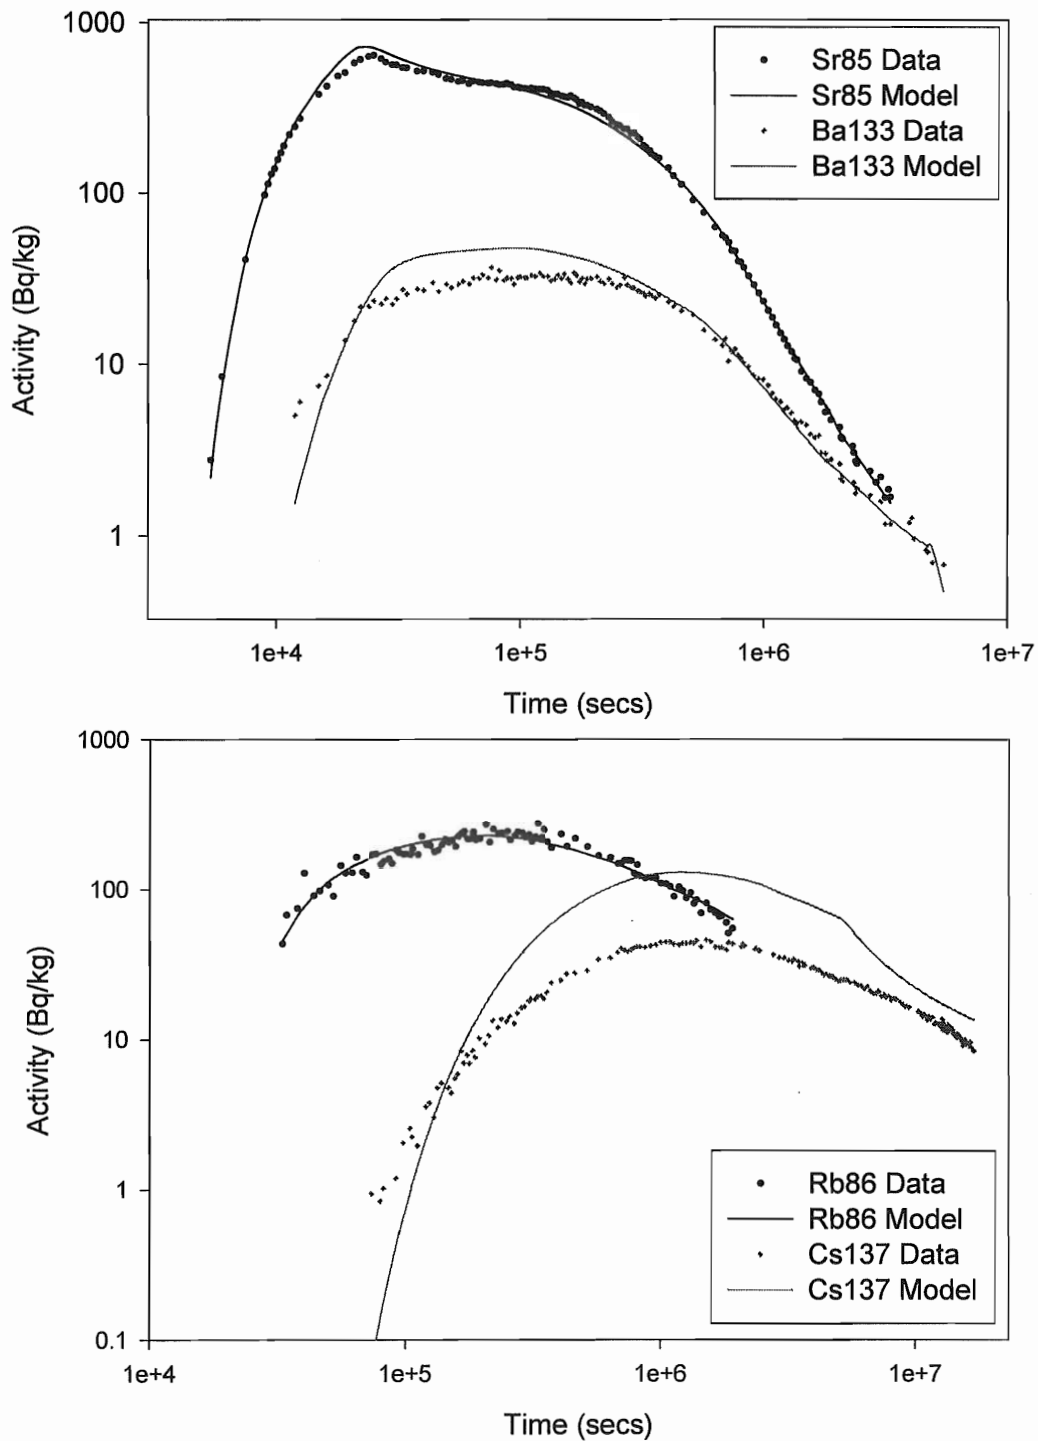 1000
100
10
1
Activity (Bq/kg)
Sr85 Data
Sr85 Model
Ba133 Data
Ba133 Model
1e+4
1e+5
1e+6
1e+7
Time (secs)
1000
100
10
1
0.1
Activity (Bq/kg)
Rb86 Data
Rb86 Model
Cs137 Data
Cs137 Model
1e+4
1e+5
1e+6
1e+7
Time (secs)